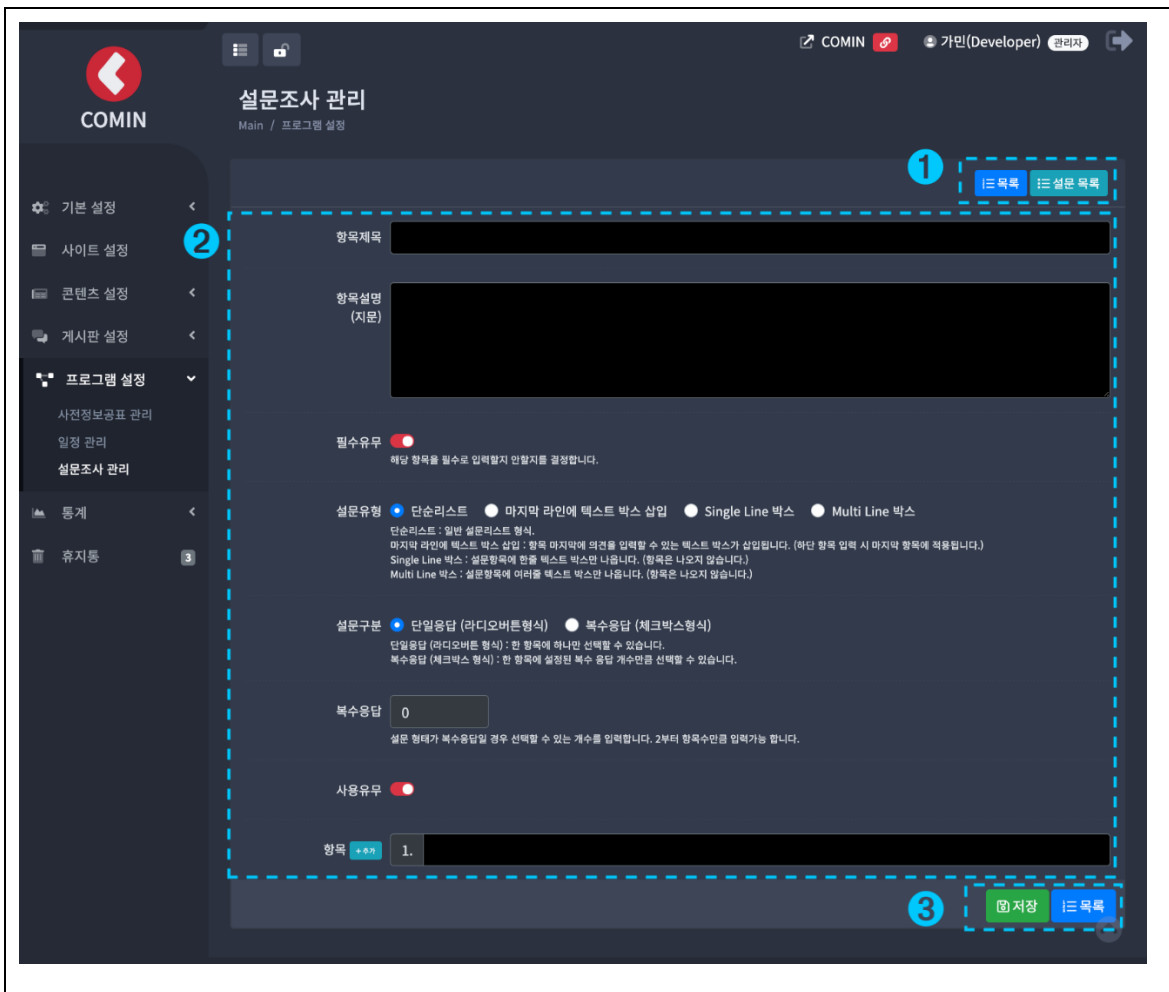 COMIN
COMIN
가민(Developer) 관리자
설문조사 관리
Main / 프로그램 설정
1
목록
설문 목록
기본 설정
사이트 설정
콘텐츠 설정
게시판 설정
프로그램 설정
사전정보공표 관리
일정 관리
설문조사 관리
통계
휴지통 3
2
항목제목
항목설명
(지문)
필수유무
해당 항목을 필수로 입력할지 안할지를 결정합니다.
설문유형 단순리스트 마지막 라인에 텍스트 박스 삽입 Single Line 박스 Multi Line 박스
단순리스트 : 일반 설문리스트 형식.
마지막 라인에 텍스트 박스 삽입 : 항목 마지막에 의견을 입력할 수 있는 텍스트 박스가 삽입됩니다. (하단 항목 입력 시 마지막 항목에 적용됩니다.)
Single Line 박스 : 설문항목에 한줄 텍스트 박스만 나옵니다. (항목은 나오지 않습니다.)
Multi Line 박스 : 설문항목에 여러줄 텍스트 박스만 나옵니다. (항목은 나오지 않습니다.)
설문구분 단일응답 (라디오버튼형식) 복수응답 (체크박스형식)
단일응답 (라디오버튼 형식) : 한 항목에 하나만 선택할 수 있습니다.
복수응답 (체크박스 형식) : 한 항목에 설정된 복수 응답 개수만큼 선택할 수 있습니다.
복수응답 0
설문 형태가 복수응답일 경우 선택할 수 있는 개수를 입력합니다. 2부터 항목수만큼 입력가능 합니다.
사용유무
항목 +추가 1.
3
저장
목록